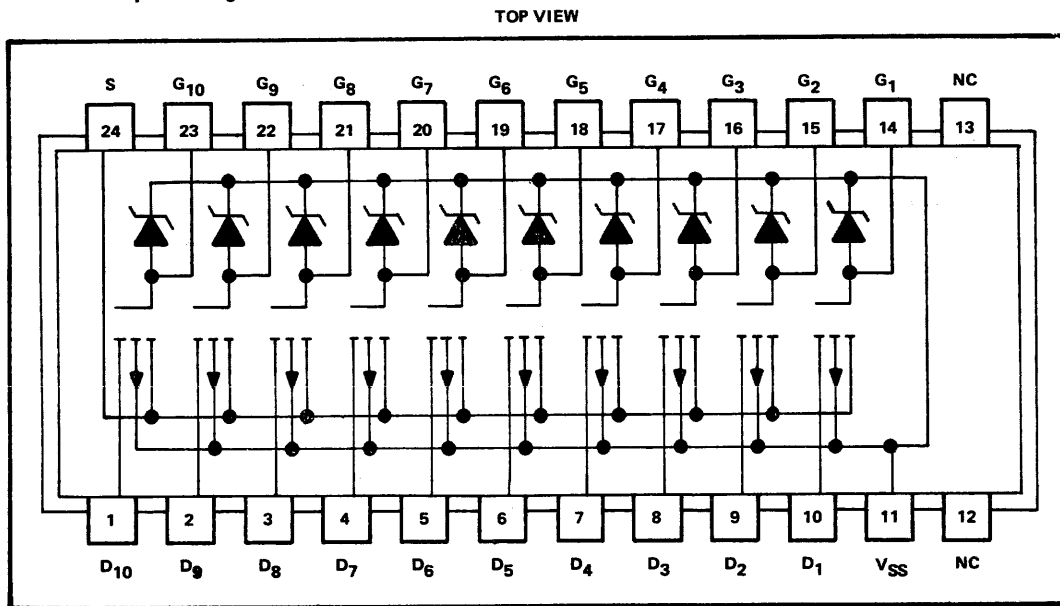 TOP VIEW
S G10 G9 G8 G7 G6 G5 G4 G3 G2 G1 NC
24 23 22 21 20 19 18 17 16 15 14 13
1 2 3 4 5 6 7 8 9 10 11 12
D10 D9 D8 D7 D6 D5 D4 D3 D2 D1 VSS NC